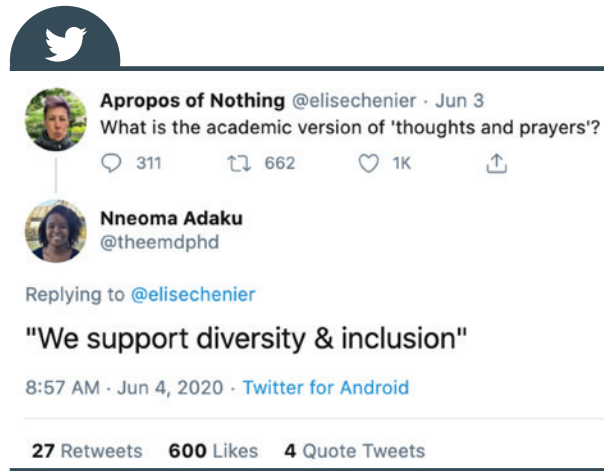 Apropos of Nothing @elisechenier · Jun 3
What is the academic version of 'thoughts and prayers'?
311 662 1K
Nneoma Adaku
@theemdphd
Replying to @elisechenier
"We support diversity & inclusion"
8:57 AM · Jun 4, 2020 · Twitter for Android
27 Retweets 600 Likes 4 Quote Tweets